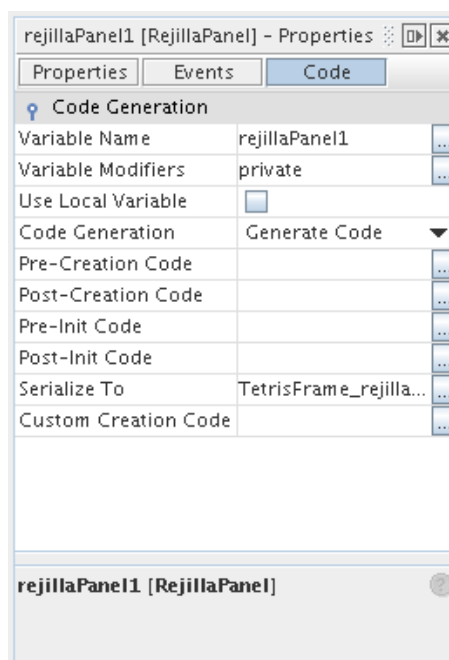 rejillaPanel1 [RejillaPanel] - Properties
Properties Events Code
Code Generation
Variable Name rejillaPanel1 ...
Variable Modifiers private ...
Use Local Variable
Code Generation Generate Code
Pre-Creation Code ...
Post-Creation Code ...
Pre-Init Code ...
Post-Init Code ...
Serialize To TetrisFrame_rejilla... ...
Custom Creation Code ...
rejillaPanel1 [RejillaPanel] ?